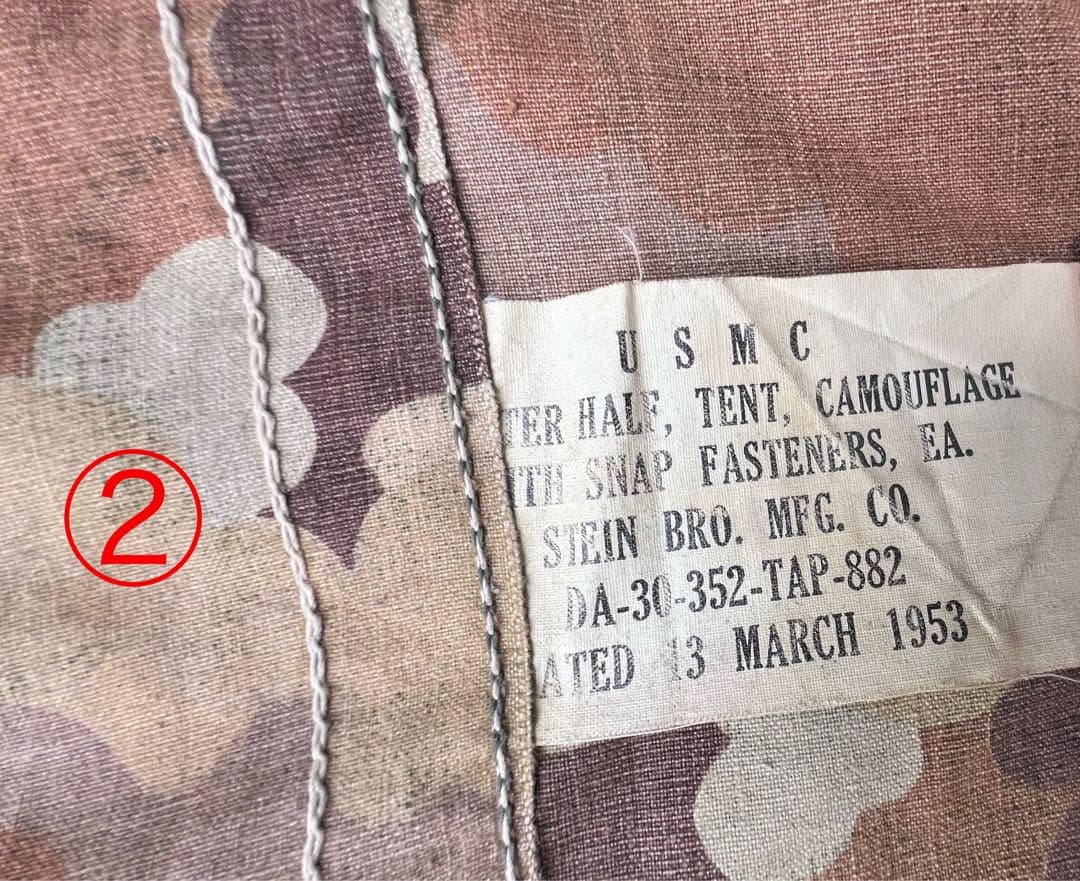 ②
U S M C
TER HALF, TENT, CAMOUFLAGE
ITH SNAP FASTENERS, EA.
STEIN BRO. MFG. CO.
DA-30-352-TAP-882
ATED 13 MARCH 1953